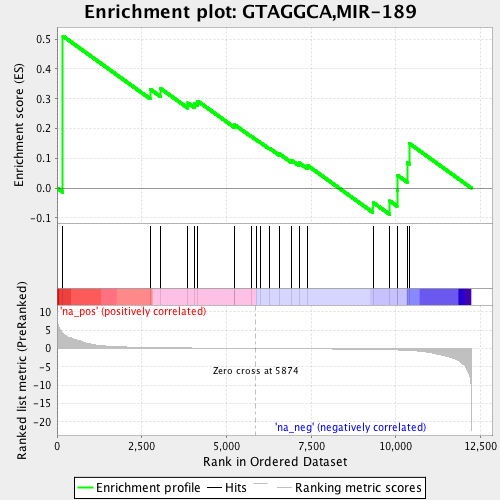 Enrichment plot: GTAGGCA,MIR-189
Enrichment score (ES)
0.5
0.4
0.3
0.2
0.1
0.0
-0.1
'na_pos' (positively correlated)
Ranked list metric (PreRanked)
10
5
0
-5
-10
-15
-20
Zero cross at 5874
'na_neg' (negatively correlated)
0
2,500
5,000
7,500
10,000
12,500
Rank in Ordered Dataset
Enrichment profile
Hits
Ranking metric scores